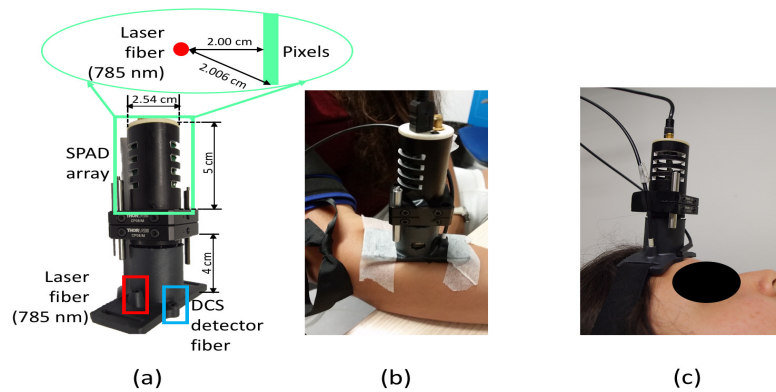 Laser
fiber
(785 nm)
2.00 cm
2.006 cm
Pixels
2.54 cm
SPAD
array
5 cm
THORLABS
4 cm
Laser
fiber
(785 nm)
DCS
detector
fiber
(a)
(b)
(c)